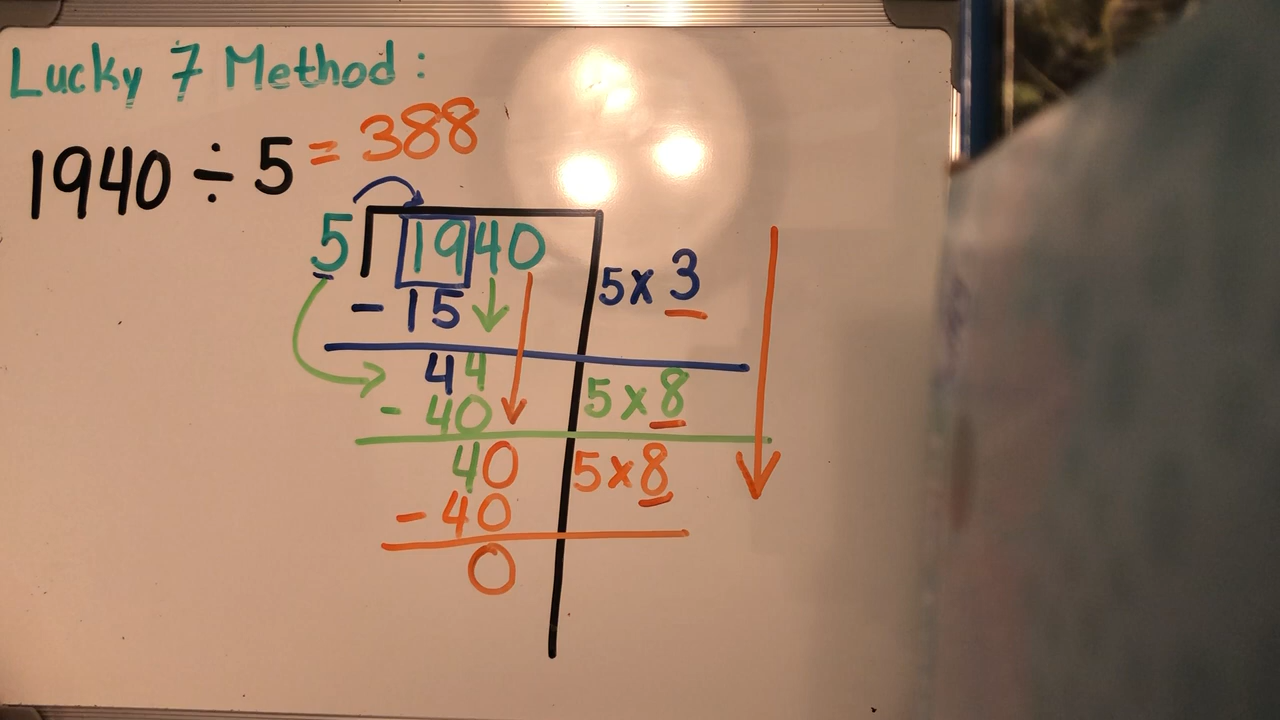 Lucky 7 Method:
1940 ÷ 5 = 388
5 1940
- 15 5 x 3
44
- 40 5 x 8
40 5 x 8
- 40
0